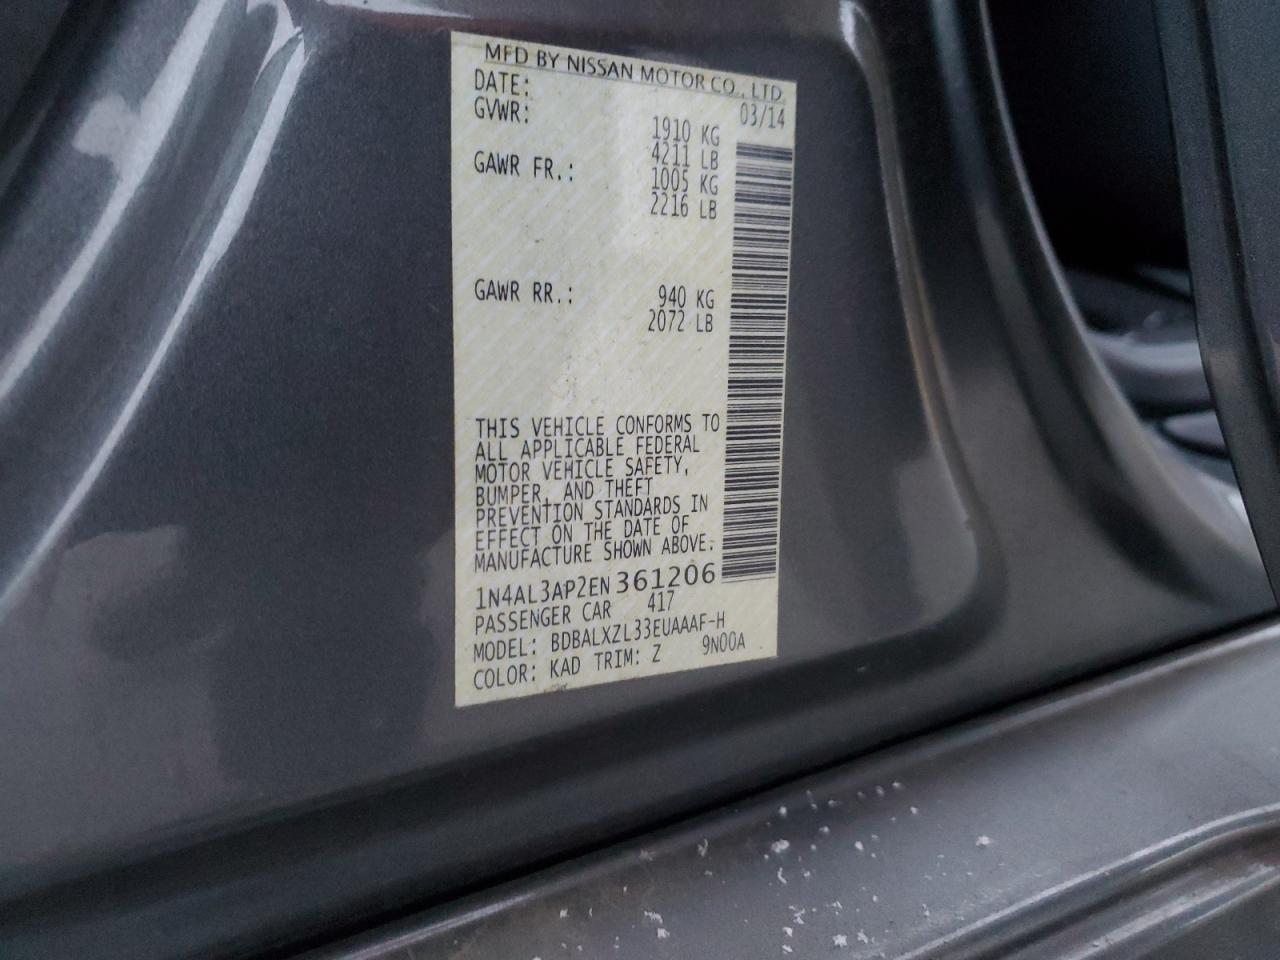 MFD BY NISSAN MOTOR CO., LTD.
DATE: 03/14
GVWR: 1910 KG
4211 LB
GAWR FR.: 1005 KG
2216 LB
GAWR RR.: 940 KG
2072 LB
THIS VEHICLE CONFORMS TO
ALL APPLICABLE FEDERAL
MOTOR VEHICLE SAFETY,
BUMPER, AND THEFT
PREVENTION STANDARDS IN
EFFECT ON THE DATE OF
MANUFACTURE SHOWN ABOVE.
1N4AL3AP2EN361206
PASSENGER CAR 417
MODEL: BDBALXZL33EUAAAF-H
COLOR: KAD TRIM: Z 9N00A